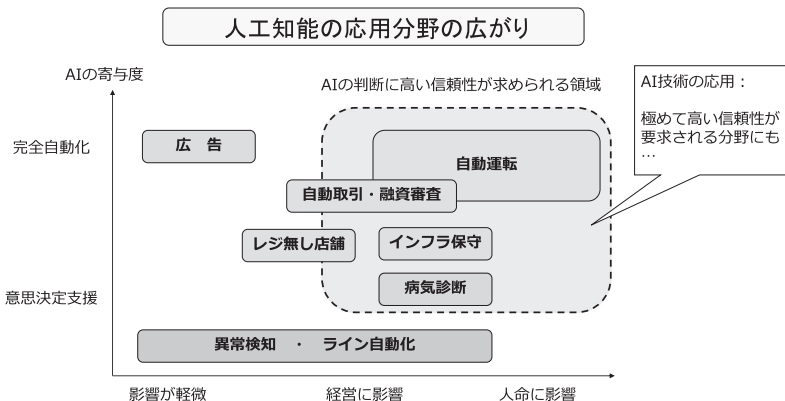 人工知能の応用分野の広がり
AIの寄与度
AIの判断に高い信頼性が求められる領域
AI技術の応用：
極めて高い信頼性が
要求される分野にも
…
完全自動化
広　告
自動運転
自動取引・融資審査
レジ無し店舗
インフラ保守
意思決定支援
病気診断
異常検知　・　ライン自動化
影響が軽微
経営に影響
人命に影響